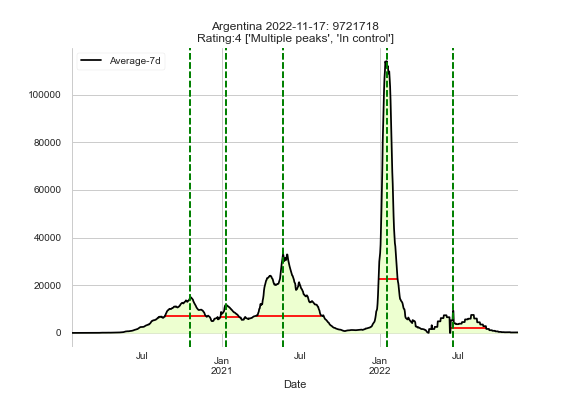 Argentina 2022-11-17: 9721718
Rating:4 ['Multiple peaks', 'In control']
Average-7d
100000
80000
60000
40000
20000
0
Jul
Jan
2021
Jul
Jan
2022
Jul
Date